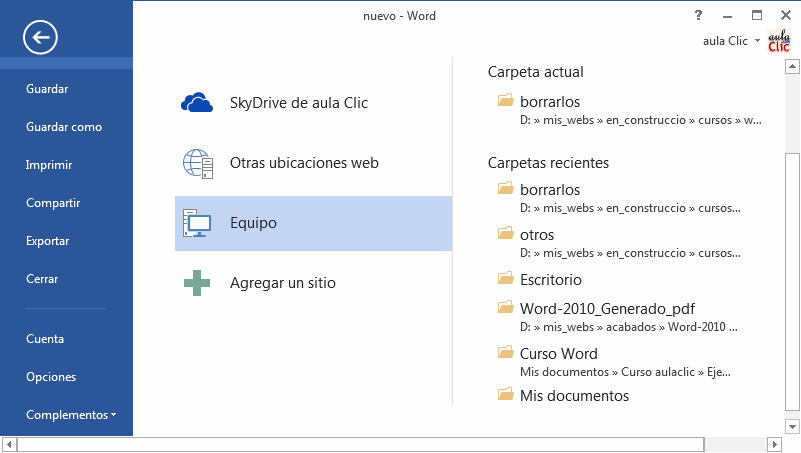 nuevo - Word
?
aula Clic
aula Clic
Guardar
Guardar como
Imprimir
Compartir
Exportar
Cerrar
Cuenta
Opciones
Complementos
SkyDrive de aula Clic
Otras ubicaciones web
Equipo
Agregar un sitio
Carpeta actual
borrarlos
D: » mis_webs » en_construccio » cursos » w...
Carpetas recientes
borrarlos
D: » mis_webs » en_construccio » cursos...
otros
D: » mis_webs » en_construccio » cursos...
Escritorio
Word-2010_Generado_pdf
D: » mis_webs » acabados » Word-2010 ...
Curso Word
Mis documentos » Curso aulaclic » Eje...
Mis documentos